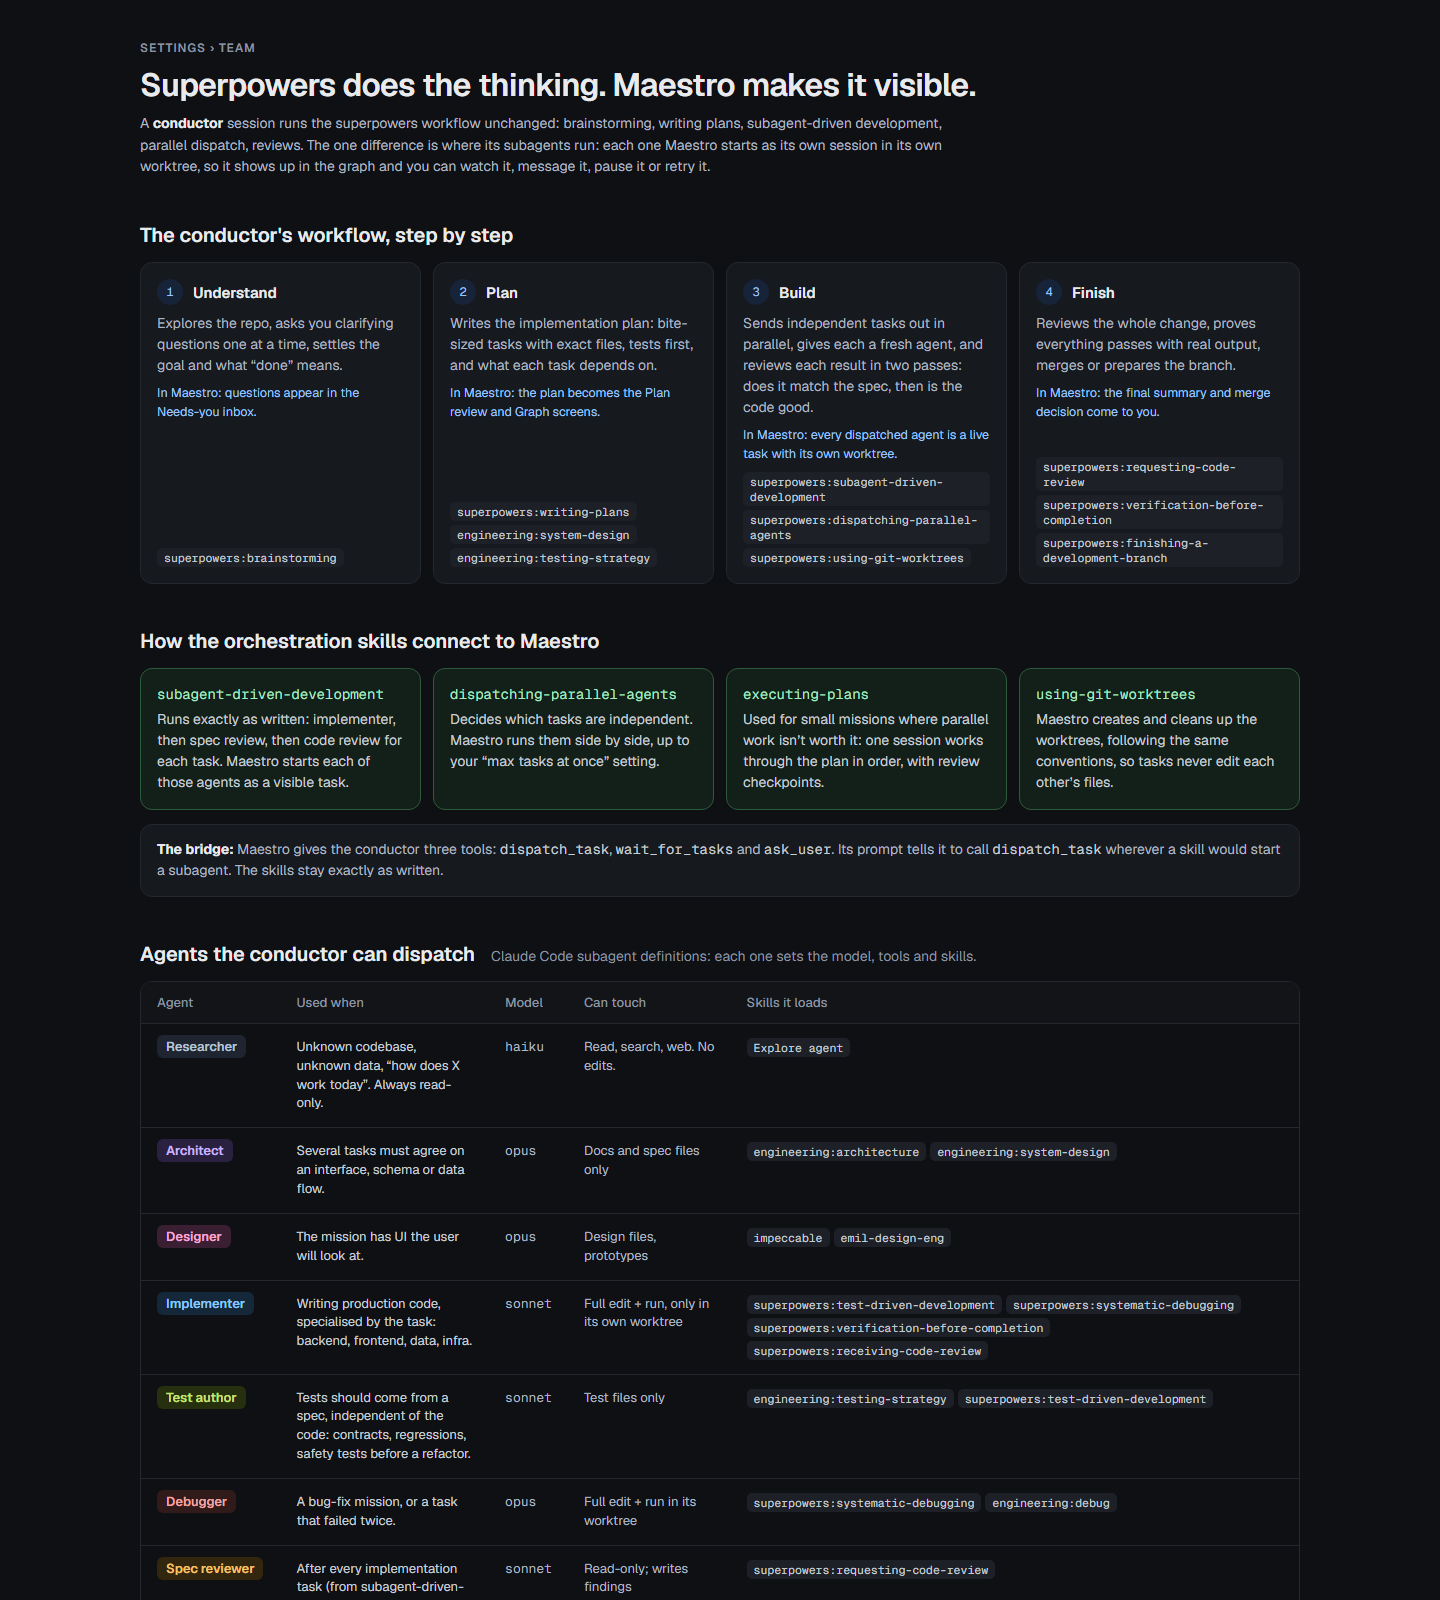 SETTINGS › TEAM
Superpowers does the thinking. Maestro makes it visible.
A conductor session runs the superpowers workflow unchanged: brainstorming, writing plans, subagent-driven development,
parallel dispatch, reviews. The one difference is where its subagents run: each one Maestro starts as its own session in its own
worktree, so it shows up in the graph and you can watch it, message it, pause it or retry it.
The conductor's workflow, step by step
1 Understand
Explores the repo, asks you clarifying
questions one at a time, settles the
goal and what “done” means.
In Maestro: questions appear in the
Needs-you inbox.
superpowers:brainstorming
2 Plan
Writes the implementation plan: bite-
sized tasks with exact files, tests first,
and what each task depends on.
In Maestro: the plan becomes the Plan
review and Graph screens.
superpowers:writing-plans
engineering:system-design
engineering:testing-strategy
3 Build
Sends independent tasks out in
parallel, gives each a fresh agent, and
reviews each result in two passes:
does it match the spec, then is the
code good.
In Maestro: every dispatched agent is a live
task with its own worktree.
superpowers:subagent-driven-
development
superpowers:dispatching-parallel-
agents
superpowers:using-git-worktrees
4 Finish
Reviews the whole change, proves
everything passes with real output,
merges or prepares the branch.
In Maestro: the final summary and merge
decision come to you.
superpowers:requesting-code-
review
superpowers:verification-before-
completion
superpowers:finishing-a-
development-branch
How the orchestration skills connect to Maestro
subagent-driven-development
Runs exactly as written: implementer,
then spec review, then code review for
each task. Maestro starts each of
those agents as a visible task.
dispatching-parallel-agents
Decides which tasks are independent.
Maestro runs them side by side, up to
your “max tasks at once” setting.
executing-plans
Used for small missions where parallel
work isn’t worth it: one session works
through the plan in order, with review
checkpoints.
using-git-worktrees
Maestro creates and cleans up the
worktrees, following the same
conventions, so tasks never edit each
other’s files.
The bridge: Maestro gives the conductor three tools: dispatch_task, wait_for_tasks and ask_user. Its prompt tells it to call dispatch_task wherever a skill would start
a subagent. The skills stay exactly as written.
Agents the conductor can dispatch Claude Code subagent definitions: each one sets the model, tools and skills.
Agent Used when Model Can touch Skills it loads
Researcher
Unknown codebase,
unknown data, “how does X
work today”. Always read-
only.
haiku
Read, search, web. No
edits.
Explore agent
Architect
Several tasks must agree on
an interface, schema or data
flow.
opus
Docs and spec files
only
engineering:architecture engineering:system-design
Designer
The mission has UI the user
will look at.
opus
Design files,
prototypes
impeccable emil-design-eng
Implementer
Writing production code,
specialised by the task:
backend, frontend, data, infra.
sonnet
Full edit + run, only in
its own worktree
superpowers:test-driven-development superpowers:systematic-debugging
superpowers:verification-before-completion
superpowers:receiving-code-review
Test author
Tests should come from a
spec, independent of the
code: contracts, regressions,
safety tests before a refactor.
sonnet
Test files only
engineering:testing-strategy superpowers:test-driven-development
Debugger
A bug-fix mission, or a task
that failed twice.
opus
Full edit + run in its
worktree
superpowers:systematic-debugging engineering:debug
Spec reviewer
After every implementation
task (from subagent-driven-
sonnet
Read-only; writes
findings
superpowers:requesting-code-review